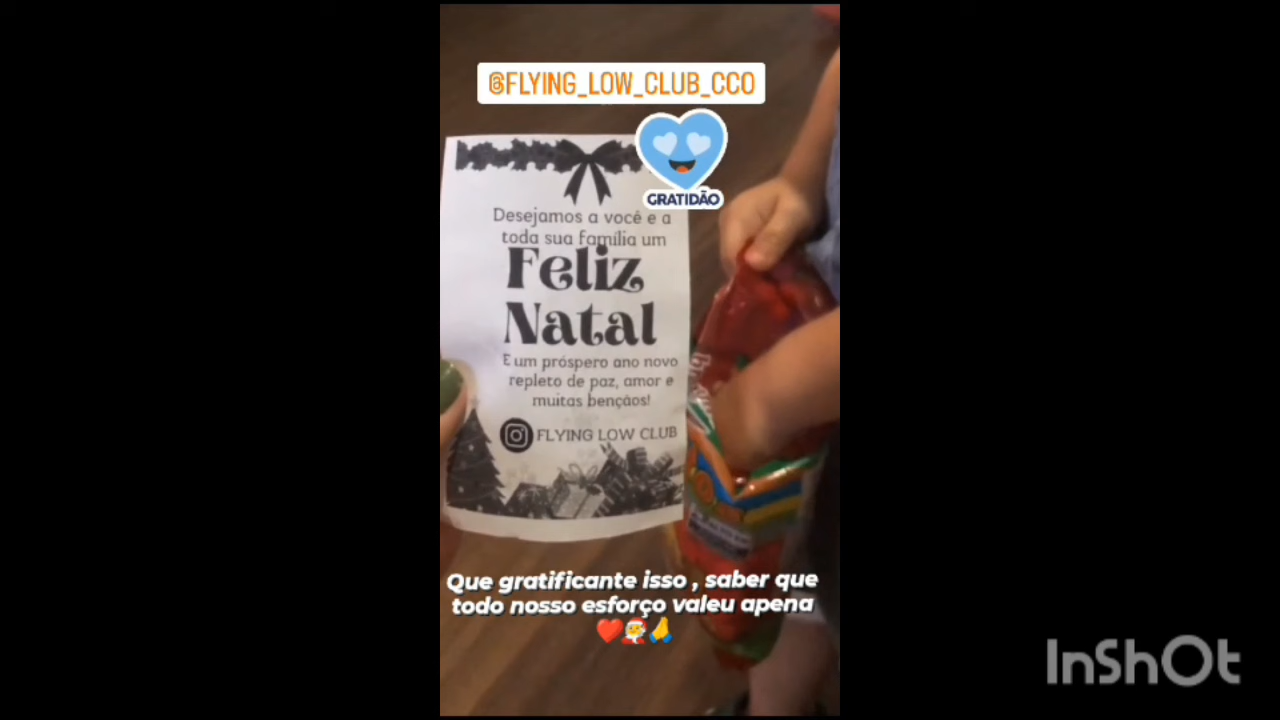 @FLYING_LOW_CLUB_CCO
GRATIDÃO
Desejamos a você e a
toda sua família um
Feliz
Natal
E um próspero ano novo
repleto de paz, amor e
muitas bençãos!
FLYING LOW CLUB
Que gratificante isso , saber que
todo nosso esforço valeu apena
❤️🎅🙏
InShOt